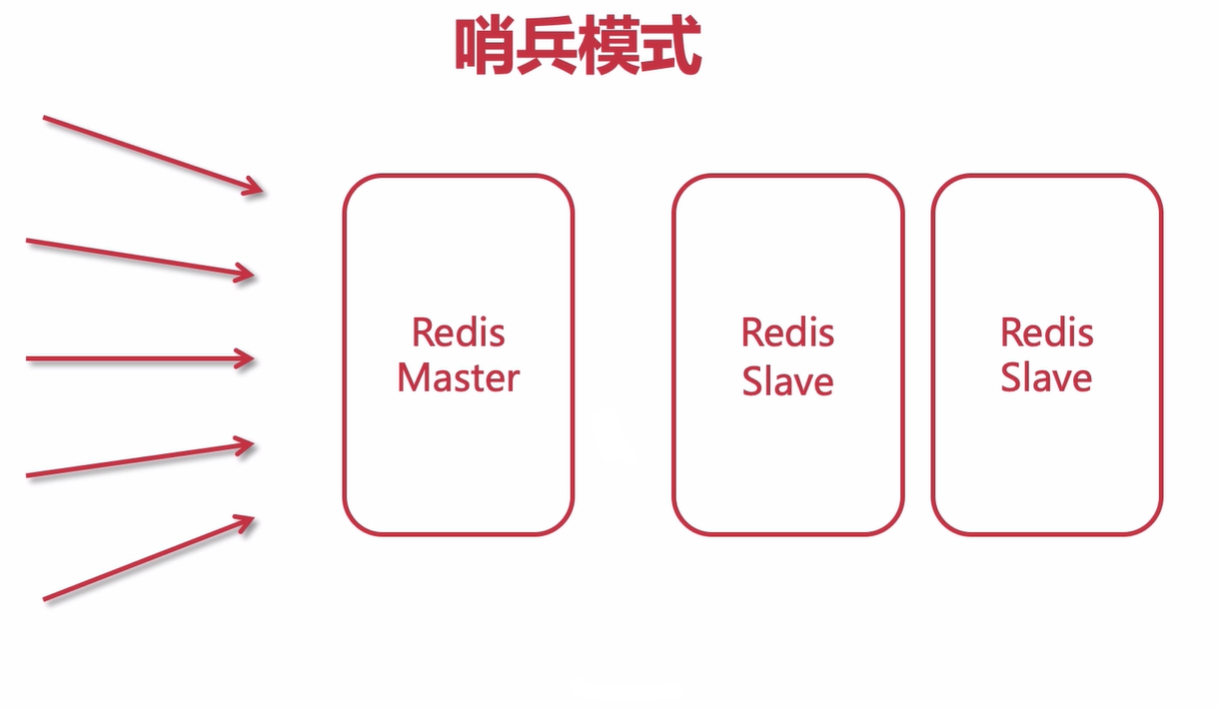 哨兵模式
Redis
Master
Redis
Slave
Redis
Slave